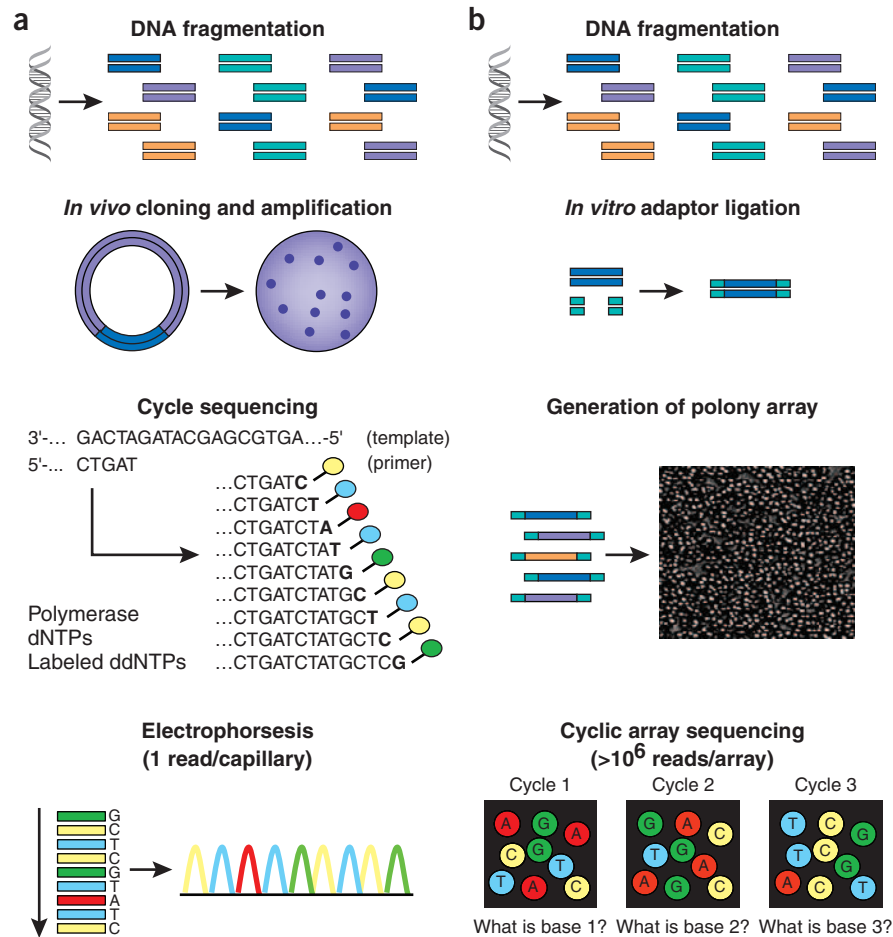 a
DNA fragmentation
In vivo cloning and amplification
Cycle sequencing
3'-… GACTAGATACGAGCGTGA…-5' (template)
5'-... CTGAT (primer)
…CTGATC
…CTGATCT
…CTGATCTA
…CTGATCTAT
…CTGATCTATG
…CTGATCTATGC
…CTGATCTATGCT
…CTGATCTATGCTC
…CTGATCTATGCTCG
Polymerase
dNTPs
Labeled ddNTPs
Electrophorsesis
(1 read/capillary)
G
C
T
C
G
T
A
T
C
b
DNA fragmentation
In vitro adaptor ligation
Generation of polony array
Cyclic array sequencing
(>10⁶ reads/array)
Cycle 1
A G A
C G T
T A C
What is base 1?
Cycle 2
G A C
T G A
A G C
What is base 2?
Cycle 3
T C G
T C G
A C T
What is base 3?